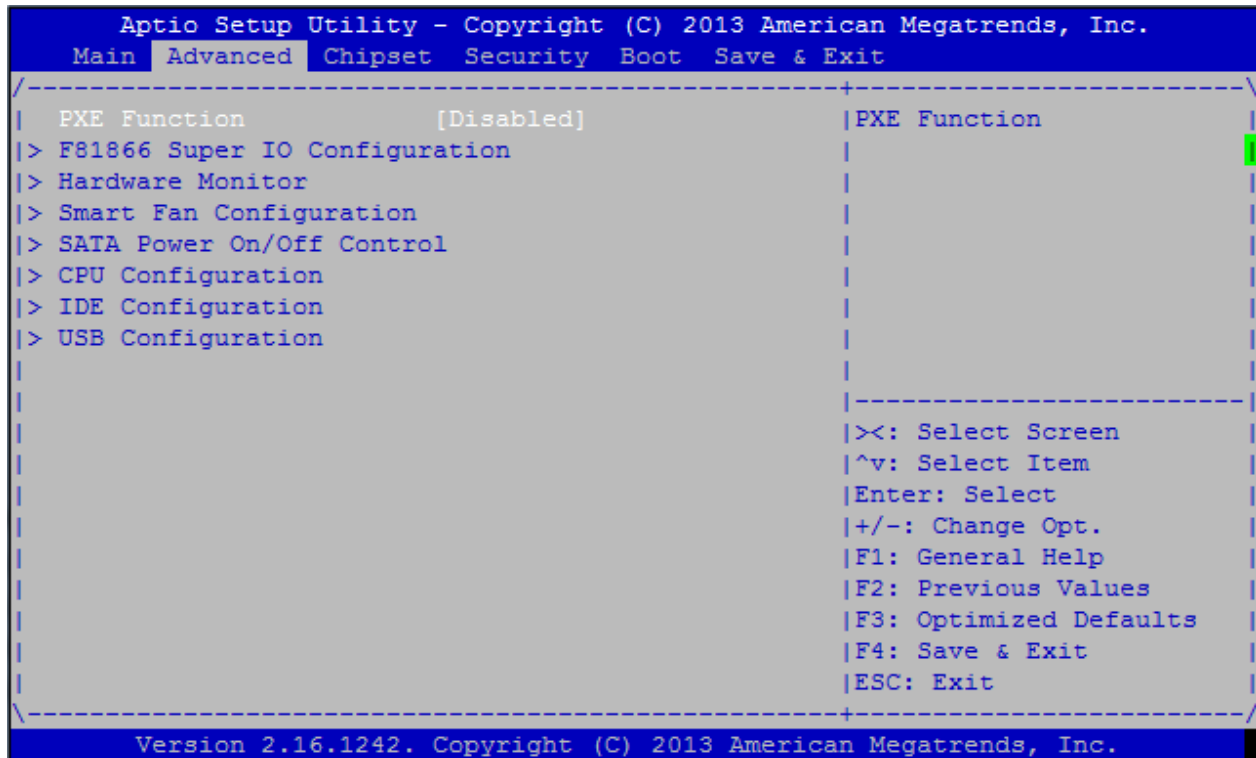 Aptio Setup Utility - Copyright (C) 2013 American Megatrends, Inc.
Main Advanced Chipset Security Boot Save & Exit
/----------------------------------------------------+-------------------------\
| PXE Function [Disabled] |PXE Function |
|> F81866 Super IO Configuration | |
|> Hardware Monitor | |
|> Smart Fan Configuration | |
|> SATA Power On/Off Control | |
|> CPU Configuration | |
|> IDE Configuration | |
|> USB Configuration | |
| | |
| |-------------------------|
| |><: Select Screen |
| |^v: Select Item |
| |Enter: Select |
| |+/-: Change Opt. |
| |F1: General Help |
| |F2: Previous Values |
| |F3: Optimized Defaults |
| |F4: Save & Exit |
| |ESC: Exit |
\----------------------------------------------------+-------------------------/
Version 2.16.1242. Copyright (C) 2013 American Megatrends, Inc.